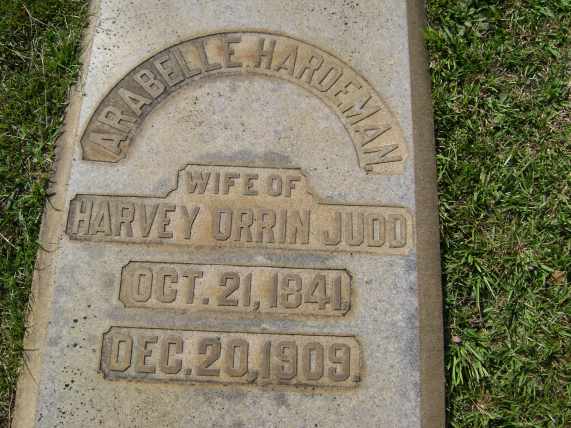 ARABELLE HARDEMAN.
WIFE OF
HARVEY ORRIN JUDD
OCT. 21, 1841.
DEC. 20, 1909.